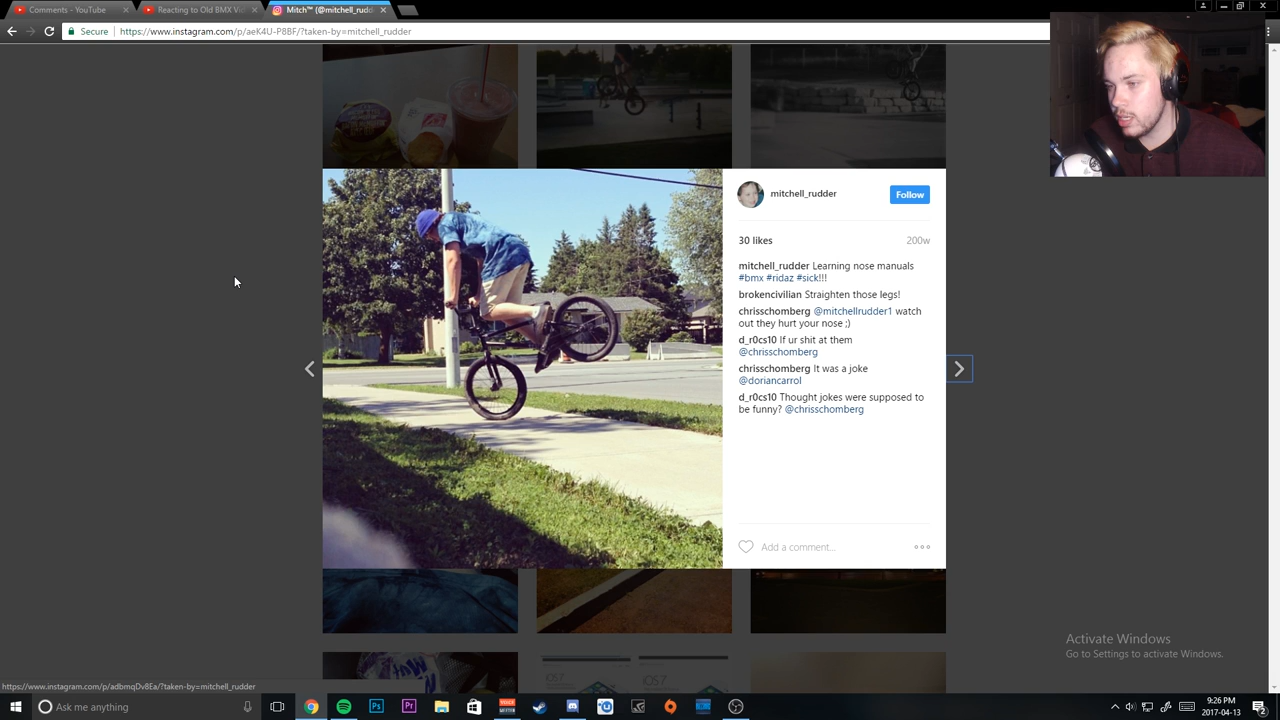 Comments - YouTube
Reacting to Old BMX Vi
Mitch™ (@mitchell_rudd
Secure
https://www.instagram.com/p/aeK4U-P8BF/?taken-by=mitchell_rudder
mitchell_rudder
Follow
30 likes
200w
mitchell_rudder Learning nose manuals
#bmx #ridaz #sick!!!
brokencivilian Straighten those legs!
chrisschomberg @mitchellrudder1 watch
out they hurt your nose ;)
d_r0cs10 If ur shit at them
@chrisschomberg
chrisschomberg It was a joke
@doriancarrol
d_r0cs10 Thought jokes were supposed to
be funny? @chrisschomberg
Add a comment...
iOS7
iOS7
Activate Windows
Go to Settings to activate Windows.
https://www.instagram.com/p/adbmqDv8Ea/?taken-by=mitchell_rudder
Ask me anything
9:26 PM
2017-04-13